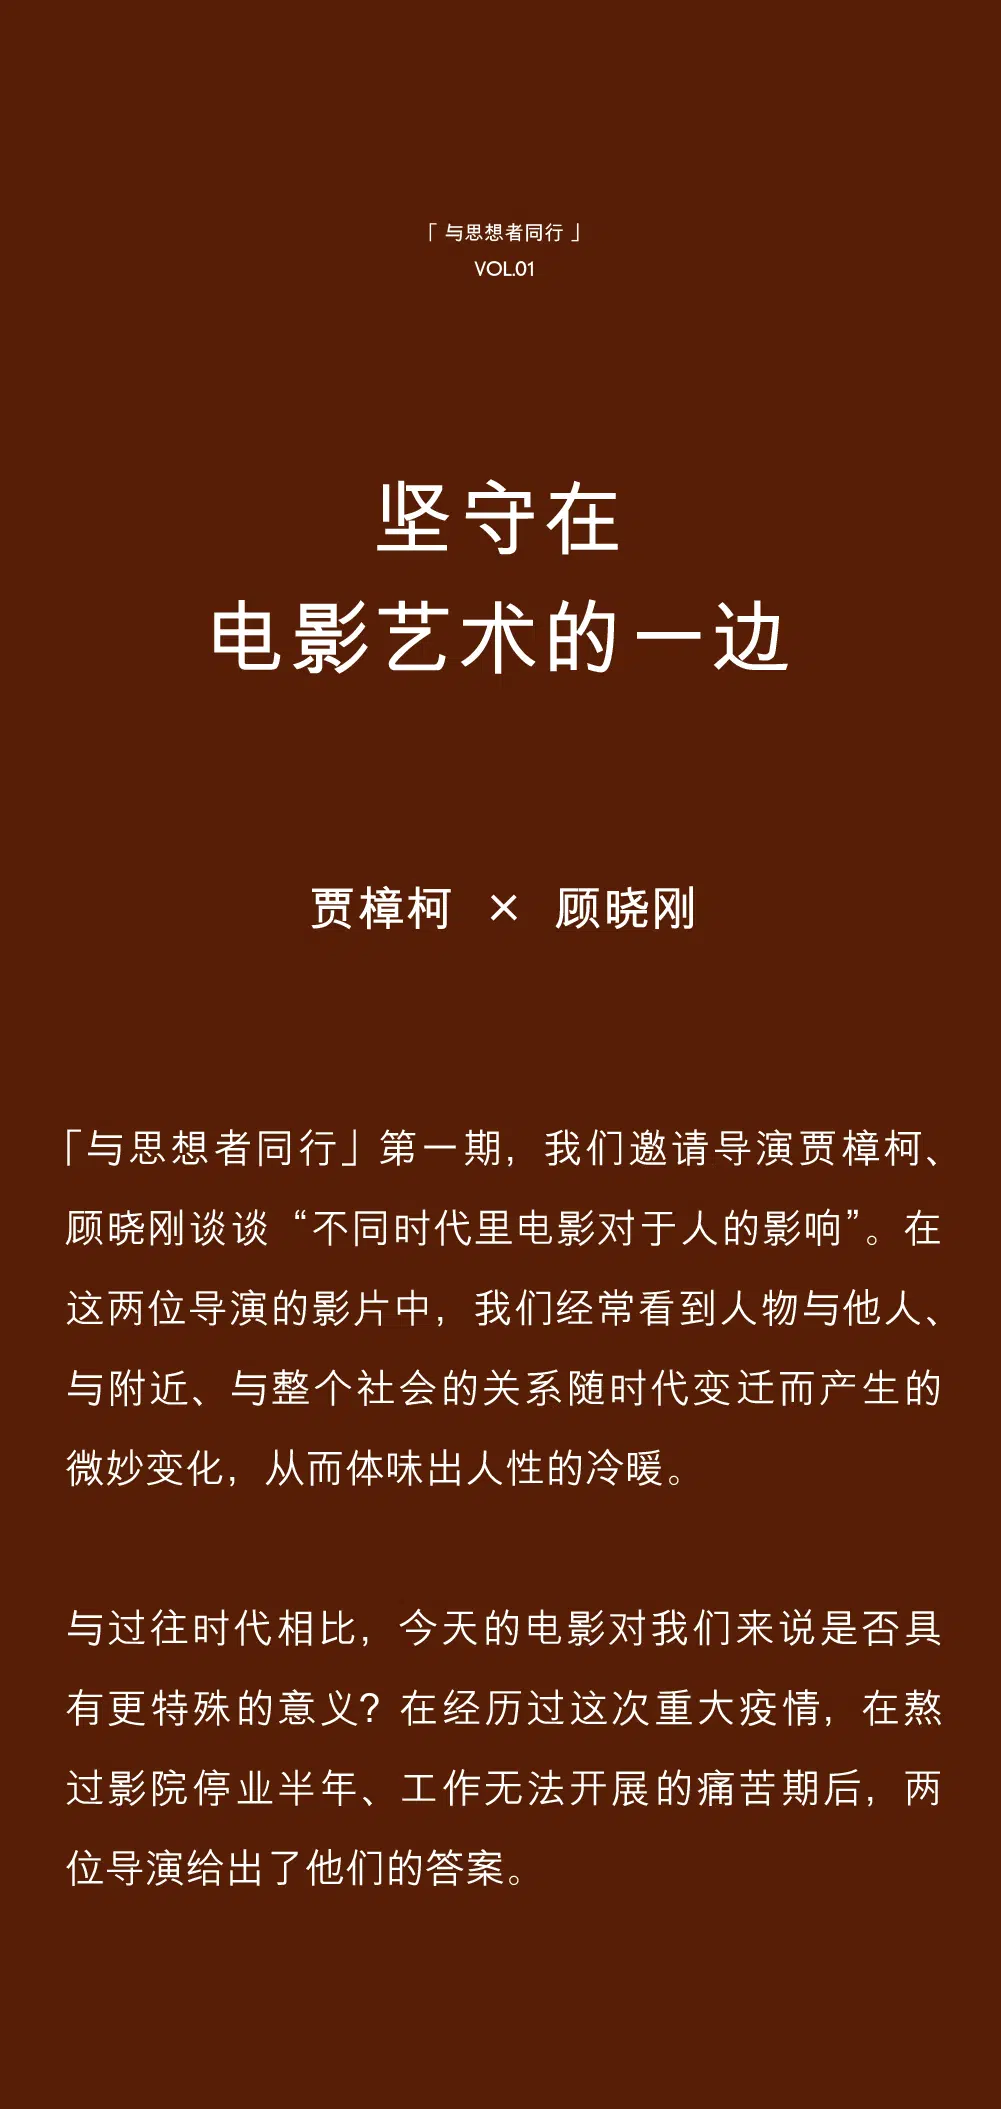 「 与思想者同行 」
VOL.01
坚守在
电影艺术的一边
贾樟柯 × 顾晓刚
「与思想者同行」第一期，我们邀请导演贾樟柯、
顾晓刚谈谈“不同时代里电影对于人的影响”。在
这两位导演的影片中，我们经常看到人物与他人、
与附近、与整个社会的关系随时代变迁而产生的
微妙变化，从而体味出人性的冷暖。
与过往时代相比，今天的电影对我们来说是否具
有更特殊的意义？在经历过这次重大疫情，在熬
过影院停业半年、工作无法开展的痛苦期后，两
位导演给出了他们的答案。